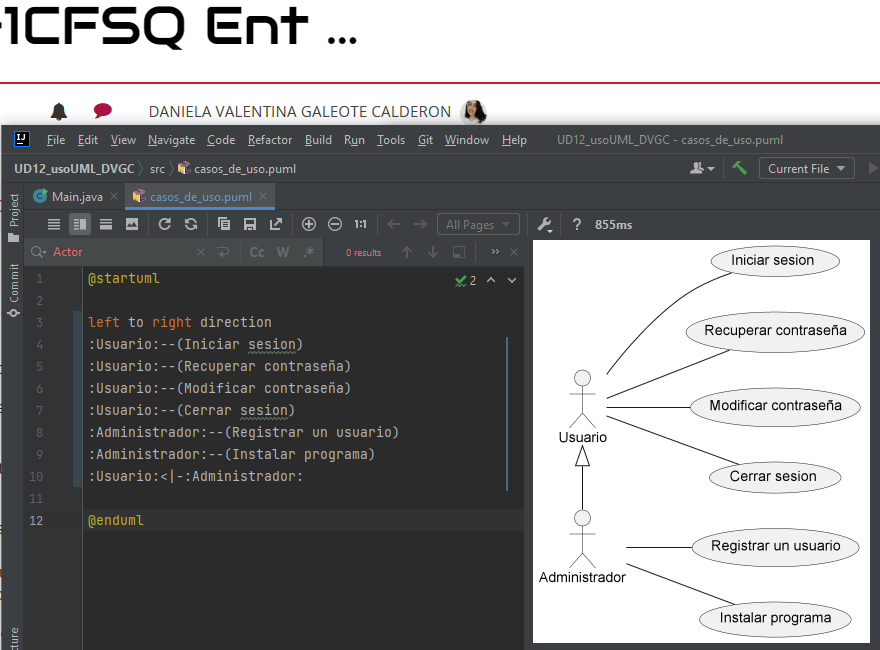 1CFSQ Ent ...
DANIELA VALENTINA GALEOTE CALDERON
File Edit View Navigate Code Refactor Build Run Tools Git Window Help UD12_usoUML_DVGC - casos_de_uso.puml
UD12_usoUML_DVGC src casos_de_uso.puml Current File
Project
Commit
Main.java casos_de_uso.puml
1:1 All Pages ? 855ms
Actor Cc W .* 0 results
2
1 @startuml
2
3 left to right direction
4 :Usuario:--(Iniciar sesion)
5 :Usuario:--(Recuperar contraseña)
6 :Usuario:--(Modificar contraseña)
7 :Usuario:--(Cerrar sesion)
8 :Administrador:--(Registrar un usuario)
9 :Administrador:--(Instalar programa)
10 :Usuario:<|-:Administrador:
11
12 @enduml
Iniciar sesion
Recuperar contraseña
Modificar contraseña
Usuario
Cerrar sesion
Registrar un usuario
Administrador
Instalar programa